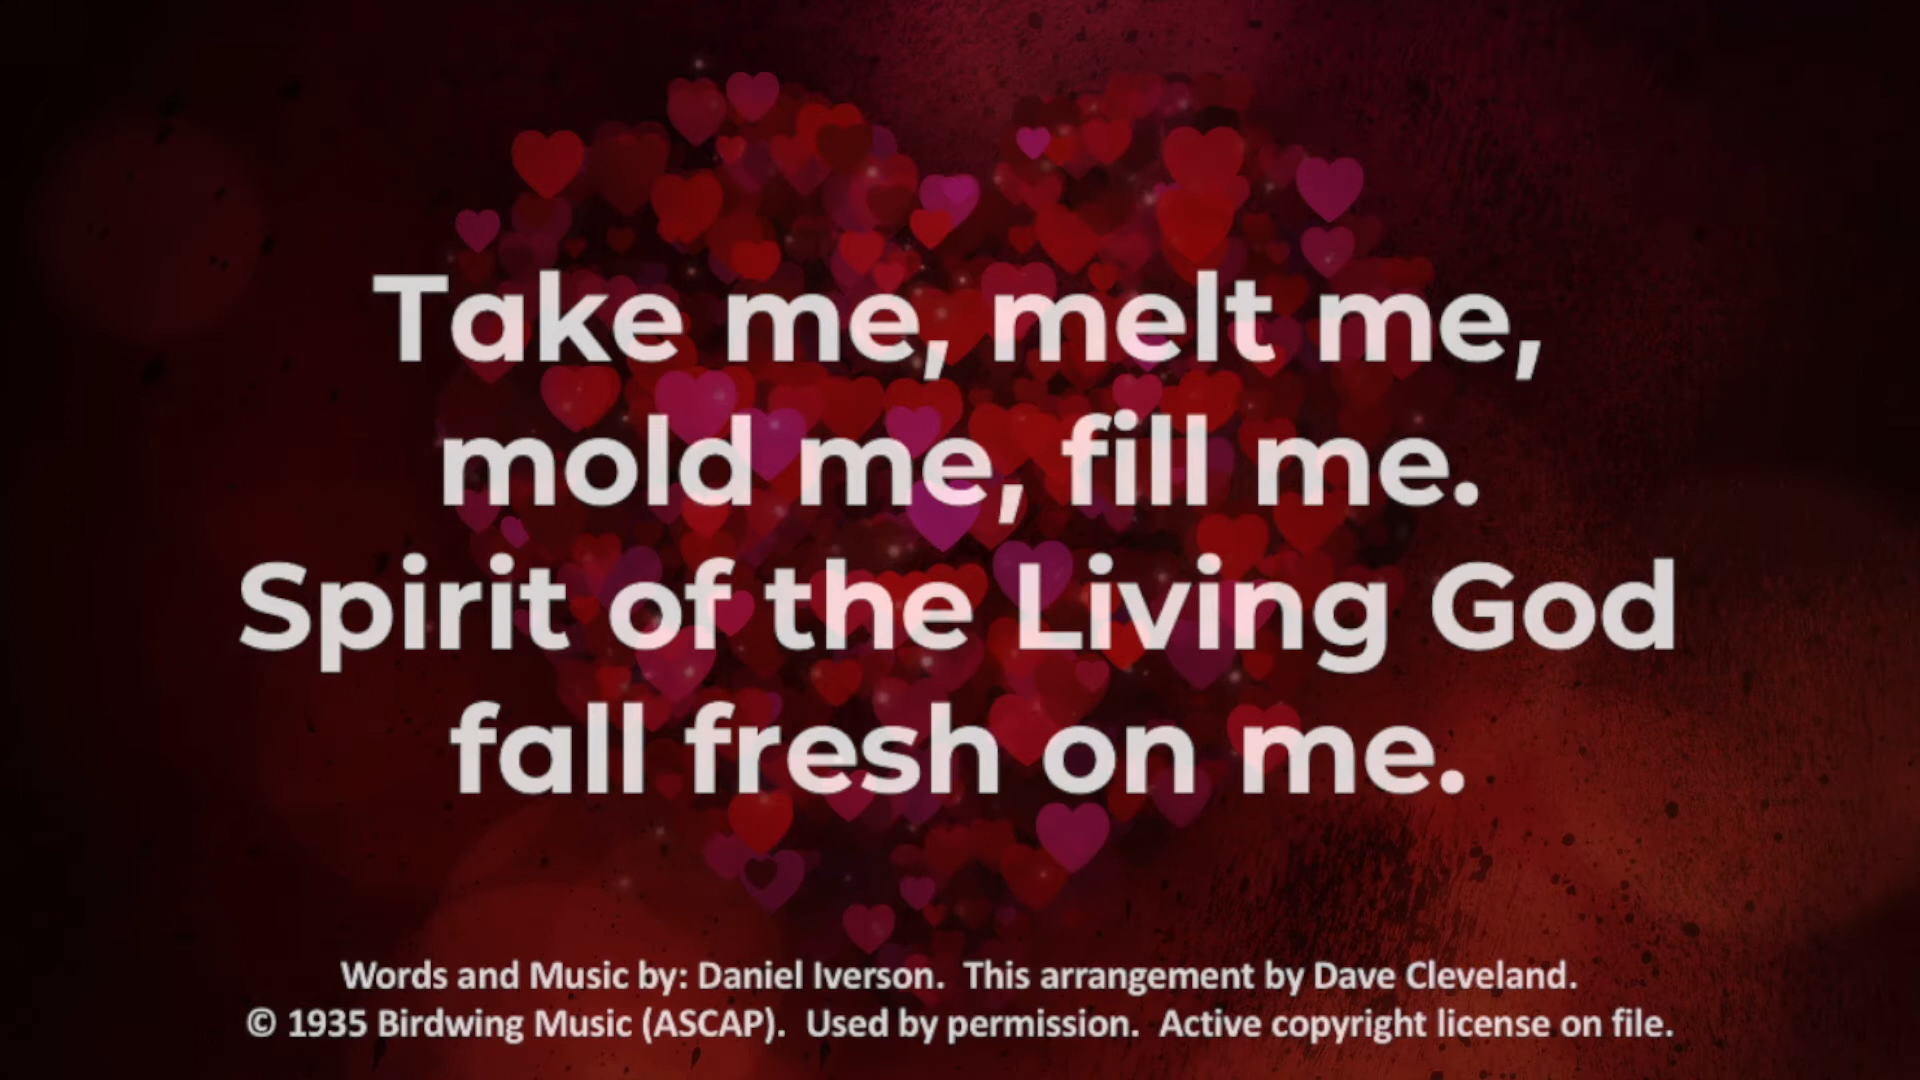 Take me, melt me,
mold me, fill me.
Spirit of the Living God
fall fresh on me.
Words and Music by: Daniel Iverson.  This arrangement by Dave Cleveland.
© 1935 Birdwing Music (ASCAP).  Used by permission.  Active copyright license on file.